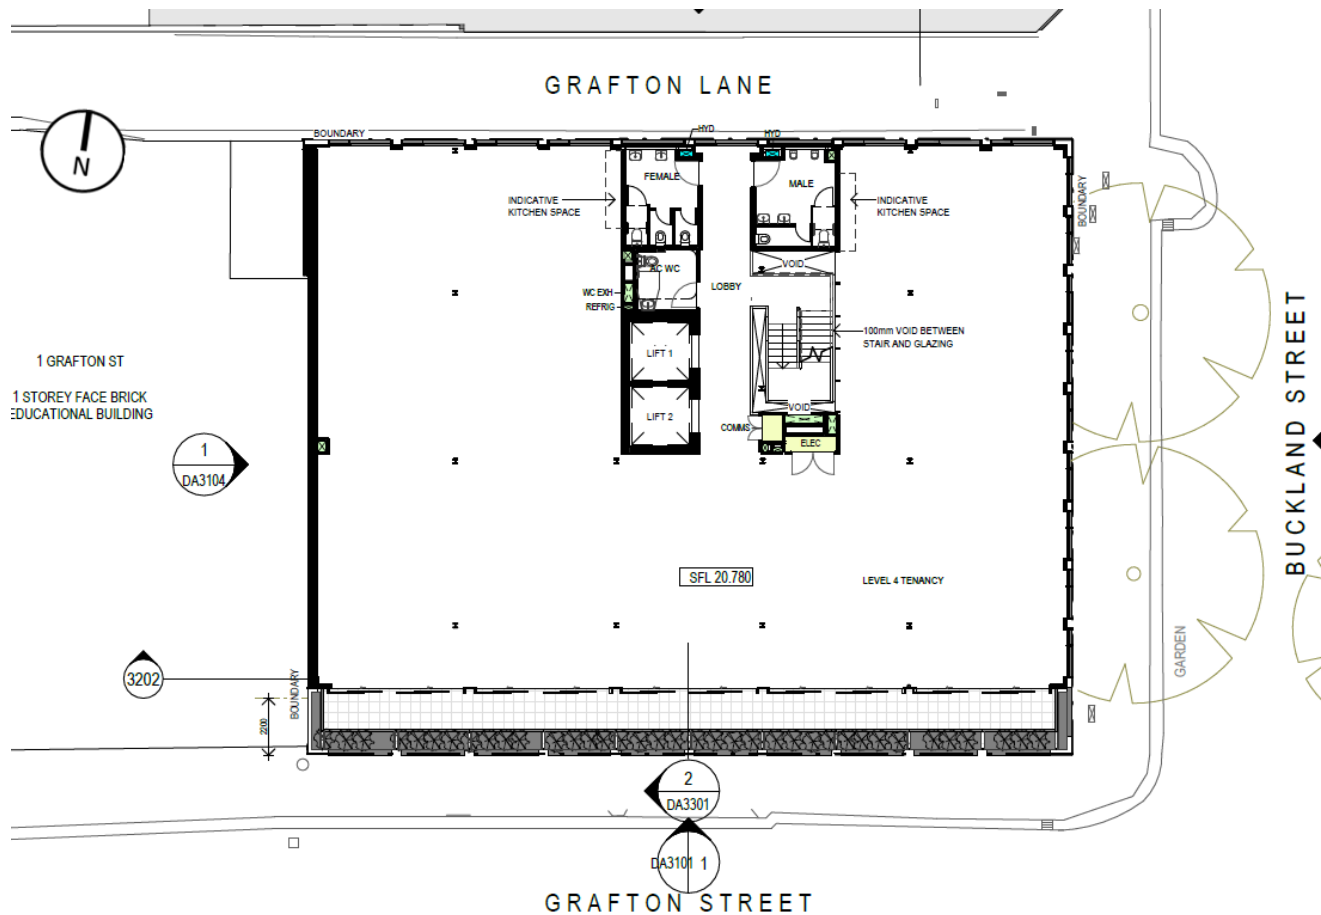 GRAFTON LANE
BOUNDARY
HYD
HYD
N
FEMALE
MALE
INDICATIVE
KITCHEN SPACE
INDICATIVE
KITCHEN SPACE
BOUNDARY
AC WC
VOID
LOBBY
WC EXH
REFRIG
100mm VOID BETWEEN
STAIR AND GLAZING
LIFT 1
1 GRAFTON ST
1 STOREY FACE BRICK
EDUCATIONAL BUILDING
LIFT 2
VOID
COMMS
ELEC
BUCKLAND STREET
1
DA3104
SFL 20.780
LEVEL 4 TENANCY
GARDEN
3202
BOUNDARY
2200
2
DA3301
DA3101 1
GRAFTON STREET